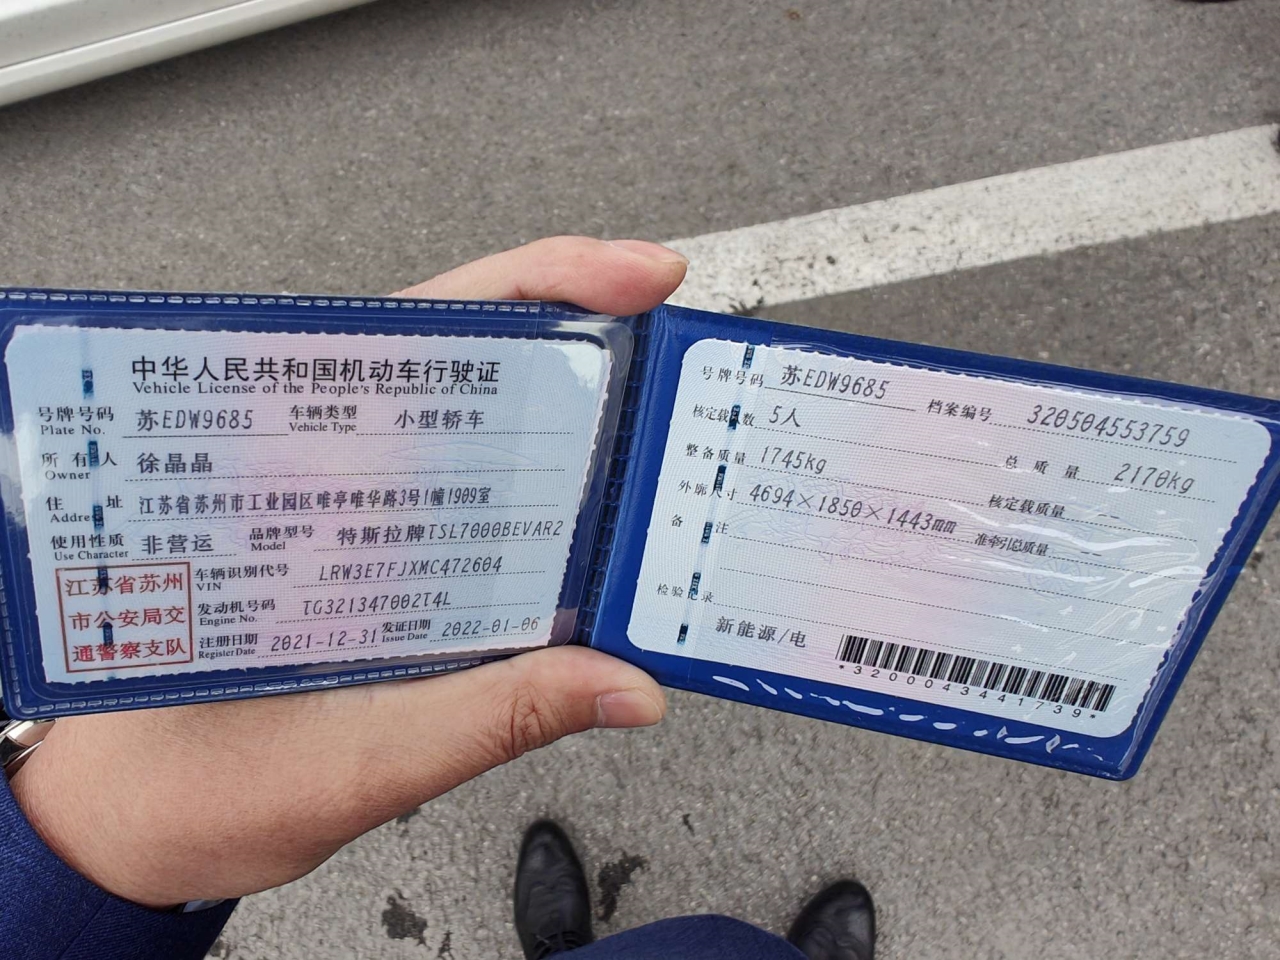 中华人民共和国机动车行驶证
Vehicle License of the People's Republic of China
号牌号码 Plate No. 苏EDW9685 车辆类型 Vehicle Type 小型轿车
所有人 Owner 徐晶晶
住址 Address 江苏省苏州市工业园区唯亭唯华路3号1幢1909室
使用性质 Use Character 非营运 品牌型号 Model 特斯拉牌TSL7000BEVAR2
江苏省苏州
市公安局交
通警察支队
车辆识别代号 VIN LRW3E7FJXMC472604
发动机号码 Engine No. TG321347002T4L
注册日期 Register Date 2021-12-31 发证日期 Issue Date 2022-01-06
号牌号码 苏EDW9685 档案编号 320504553759
核定载人数 5人 总质量 2170kg
整备质量 1745kg 核定载质量 --
外廓尺寸 4694×1850×1443mm 准牵引总质量 --
备注
检验记录
新能源/电
*3200043441739*